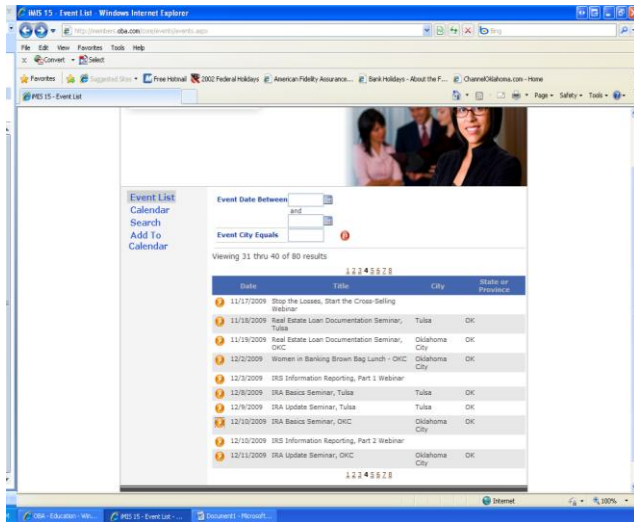 iMIS 15 - Event List - Windows Internet Explorer
http://members.oba.com/core/events/events.aspx
Bing
File Edit View Favorites Tools Help
x Convert Select
Favorites Suggested Sites Free Hotmail 2002 Federal Holidays American Fidelity Assurance... Bank Holidays - About the F... ChannelOklahoma.com - Home
iMIS 15 - Event List
Page Safety Tools
Event List
Calendar
Search
Add To
Calendar
Event Date Between
and
Event City Equals
Viewing 31 thru 40 of 80 results
1 2 3 4 5 6 7 8
Date Title City State or Province
11/17/2009 Stop the Losses, Start the Cross-Selling
Webinar
11/18/2009 Real Estate Loan Documentation Seminar, Tulsa OK
Tulsa
11/19/2009 Real Estate Loan Documentation Seminar, Oklahoma OK
OKC City
12/2/2009 Women in Banking Brown Bag Lunch - OKC Oklahoma OK
City
12/3/2009 IRS Information Reporting, Part 1 Webinar
12/8/2009 IRA Basics Seminar, Tulsa Tulsa OK
12/9/2009 IRA Update Seminar, Tulsa Tulsa OK
12/10/2009 IRA Basics Seminar, OKC Oklahoma OK
City
12/10/2009 IRS Information Reporting, Part 2 Webinar
12/11/2009 IRA Update Seminar, OKC Oklahoma OK
City
1 2 3 4 5 6 7 8
Internet 100%
OBA - Education - Win... iMIS 15 - Event List - ... Document1 - Microsoft...